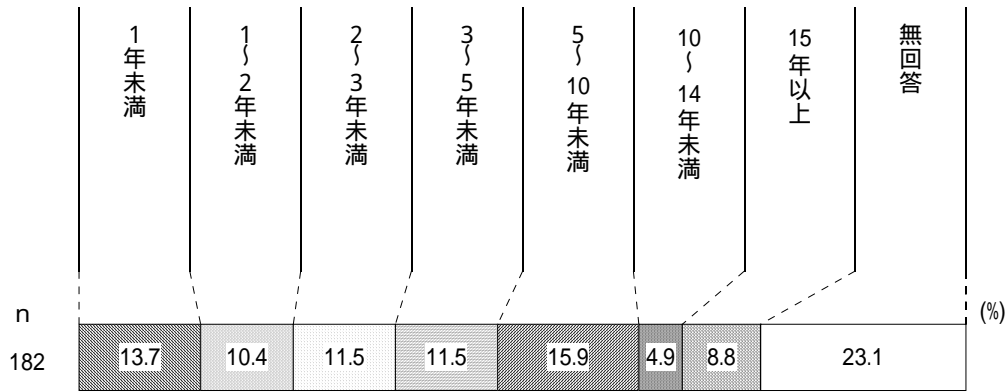 1年未満
1～2年未満
2～3年未満
3～5年未満
5～10年未満
10～14年未満
15年以上
無回答
n
(%)
182
13.7
10.4
11.5
11.5
15.9
4.9
8.8
23.1